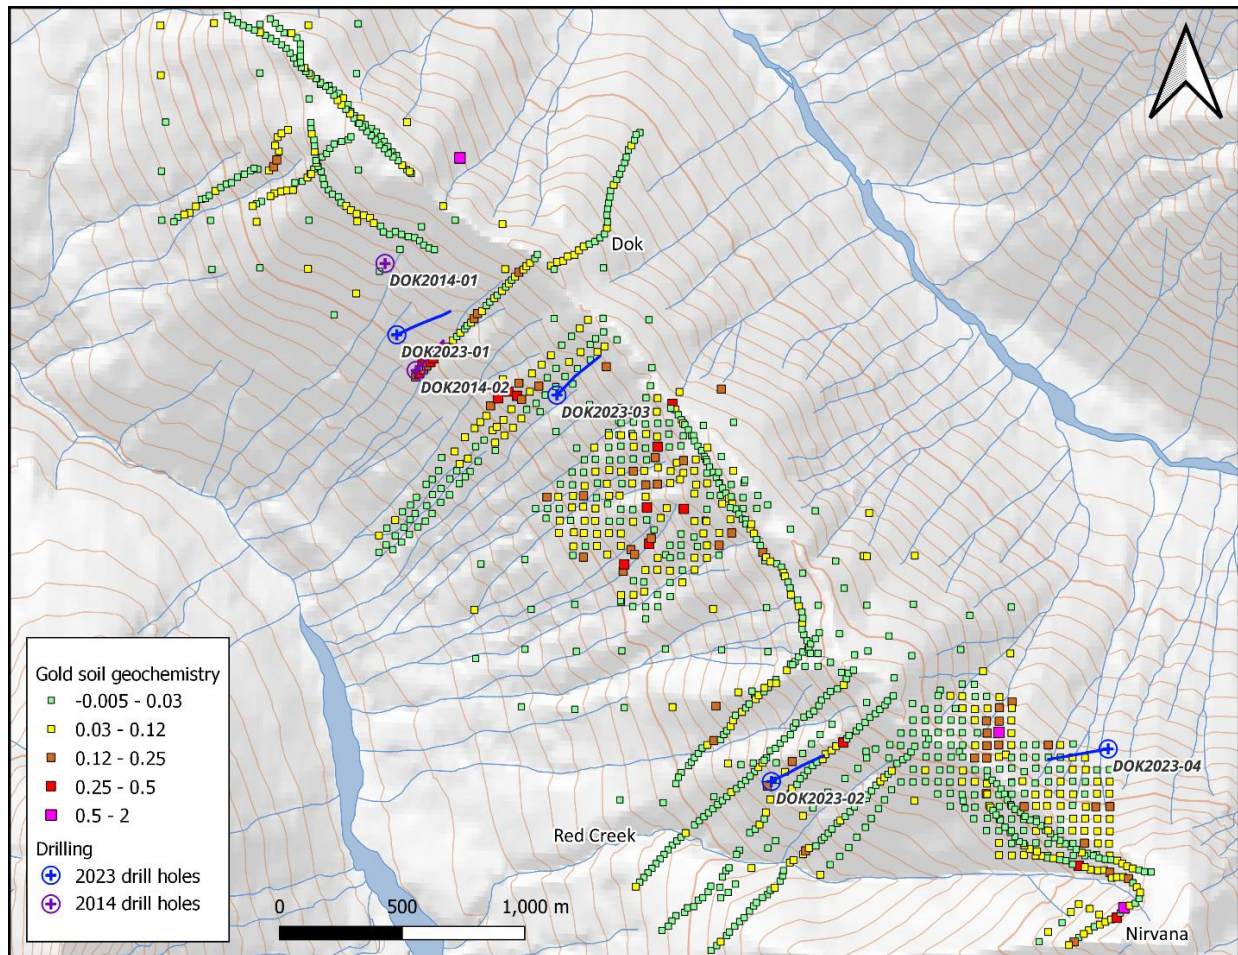 Dok
DOK2014-01
DOK2023-01
DOK2014-02
DOK2023-03
DOK2023-04
DOK2023-02
Red Creek
Nirvana
Gold soil geochemistry
-0.005 - 0.03
0.03 - 0.12
0.12 - 0.25
0.25 - 0.5
0.5 - 2
Drilling
2023 drill holes
2014 drill holes
0 500 1,000 m